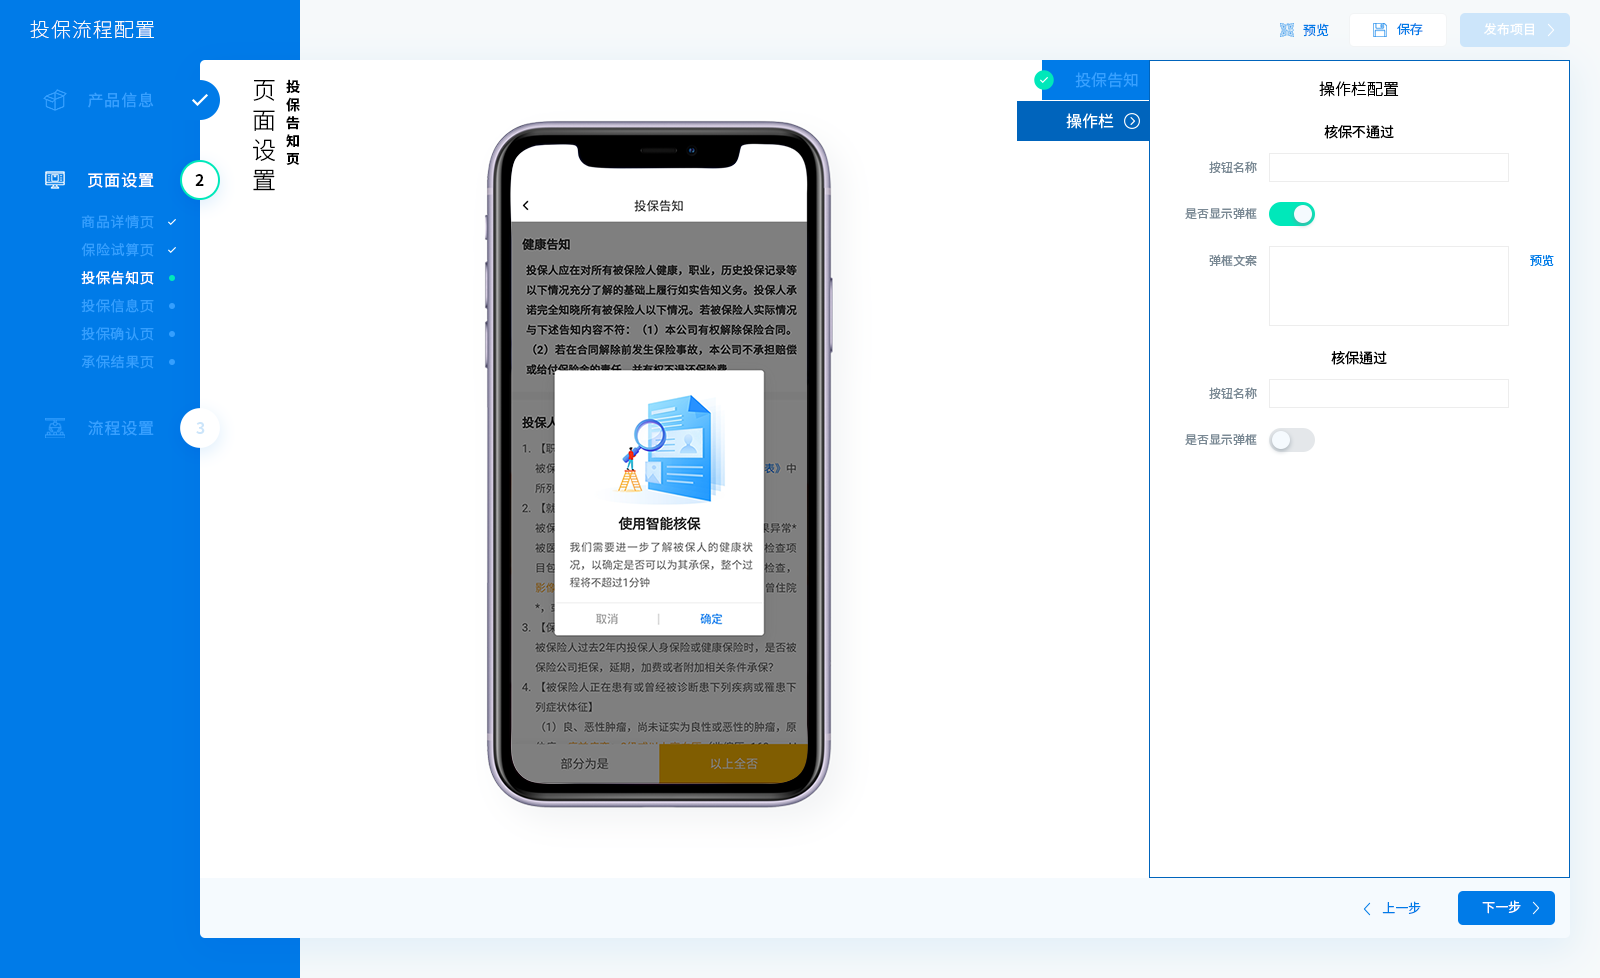 投保流程配置
预览
保存
发布项目
产品信息
页面设置
2
商品详情页
保险试算页
投保告知页
投保信息页
投保确认页
承保结果页
流程设置
3
页面设置
投保告知页
投保告知
操作栏
投保告知
健康告知
投保人应在对所有被保险人健康，职业，历史投保记录等
以下情况充分了解的基础上履行如实告知义务。投保人承
诺完全知晓所有被保险人以下情况。若被保险人实际情况
与下述告知内容不符：（1）本公司有权解除保险合同。
（2）若在合同解除前发生保险事故，本公司不承担赔偿
或给付保险金的责任，并有权不退还保险费
投保人
1. 【职
被保
表》中
所列
2. 【就
被保
果异常*
被医
检查项
目包
检查，
影像
曾住院
*，或
3. 【保
被保险人过去2年内投保人身保险或健康保险时，是否被
保险公司拒保，延期，加费或者附加相关条件承保？
4. 【被保险人正在患有或曾经被诊断患下列疾病或罹患下
列症状体征】
（1）良、恶性肿瘤，尚未证实为良性或恶性的肿瘤，原
部分为是
以上全否
使用智能核保
我们需要进一步了解被保人的健康状
况，以确定是否可以为其承保，整个过
程将不超过1分钟
取消
确定
操作栏配置
核保不通过
按钮名称
是否显示弹框
弹框文案
预览
核保通过
按钮名称
是否显示弹框
上一步
下一步